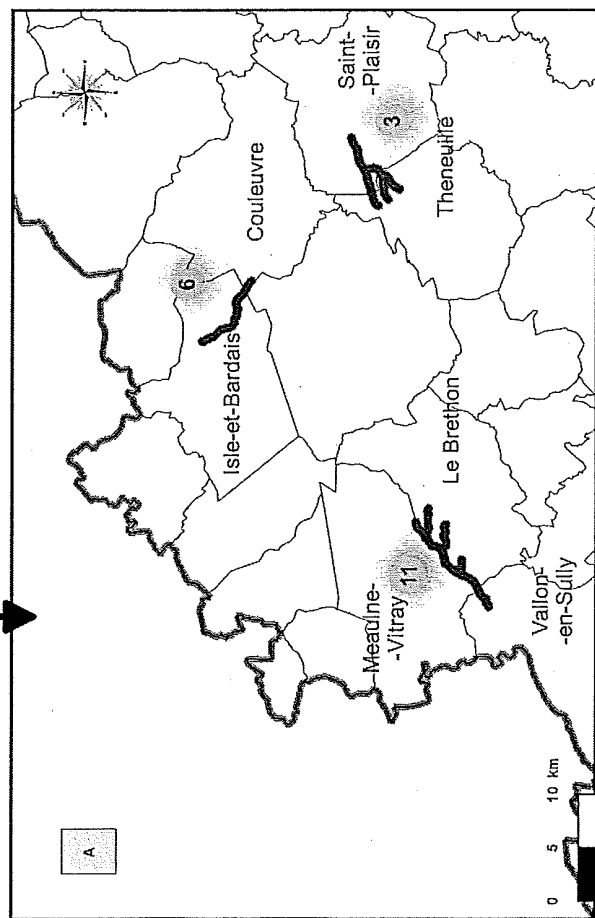 A
Isle-et-Bardais
6
Couleuvre
Saint
-Plaisir
3
Theneuille
Meaulne
-Vitray
11
Le Brethon
Vallon-
-en-Sully
0
5
10 km